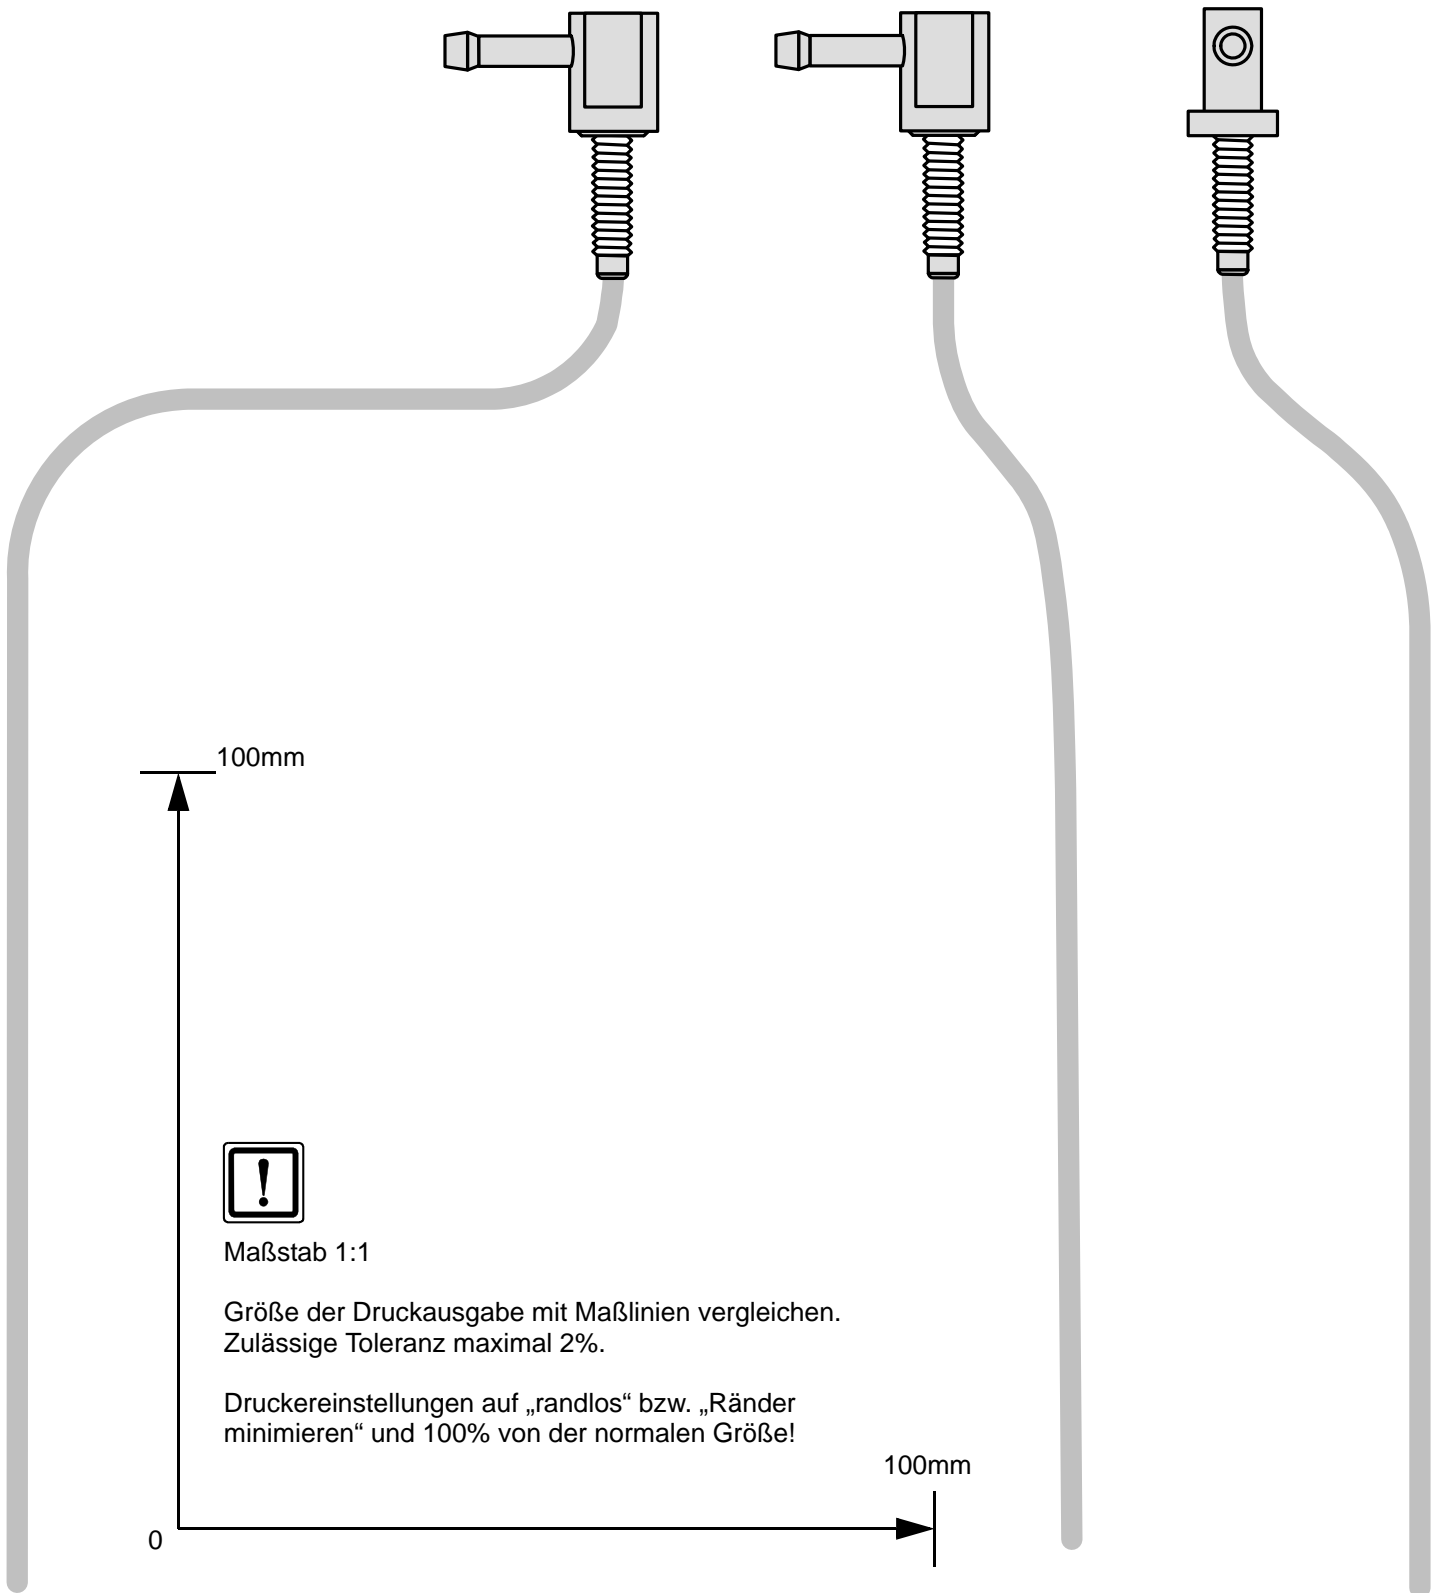 100mm
!
Maßstab 1:1
Größe der Druckausgabe mit Maßlinien vergleichen.
Zulässige Toleranz maximal 2%.
Druckereinstellungen auf „randlos“ bzw. „Ränder
minimieren“ und 100% von der normalen Größe!
100mm
0